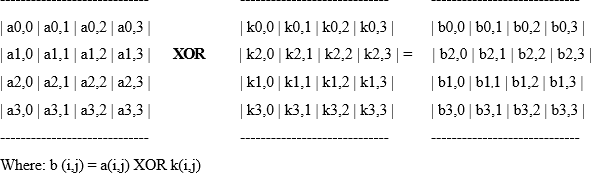 ----------------------------- ----------------------------- -----------------------------
| a0,0 | a0,1 | a0,2 | a0,3 | | k0,0 | k0,1 | k0,2 | k0,3 | | b0,0 | b0,1 | b0,2 | b0,3 |
| a1,0 | a1,1 | a1,2 | a1,3 | XOR | k2,0 | k2,1 | k2,2 | k2,3 | = | b2,0 | b2,1 | b2,2 | b2,3 |
| a2,0 | a2,1 | a2,2 | a2,3 | | k1,0 | k1,1 | k1,2 | k1,3 | | b1,0 | b1,1 | b1,2 | b1,3 |
| a3,0 | a3,1 | a3,2 | a3,3 | | k3,0 | k3,1 | k3,2 | k3,3 | | b3,0 | b3,1 | b3,2 | b3,3 |
----------------------------- ----------------------------- -----------------------------
Where: b (i,j) = a(i,j) XOR k(i,j)